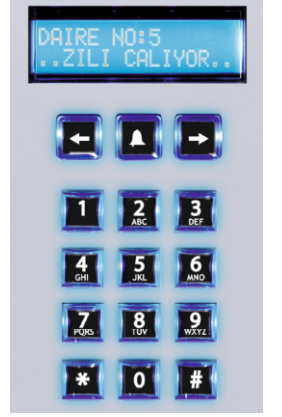 DAIRE NO:5
..ZILI CALIYOR..
1
2 3
ABC DEF
4 5 6
GHI JKL MNO
7 8 9
PQRS TUV WXYZ
* 0 #